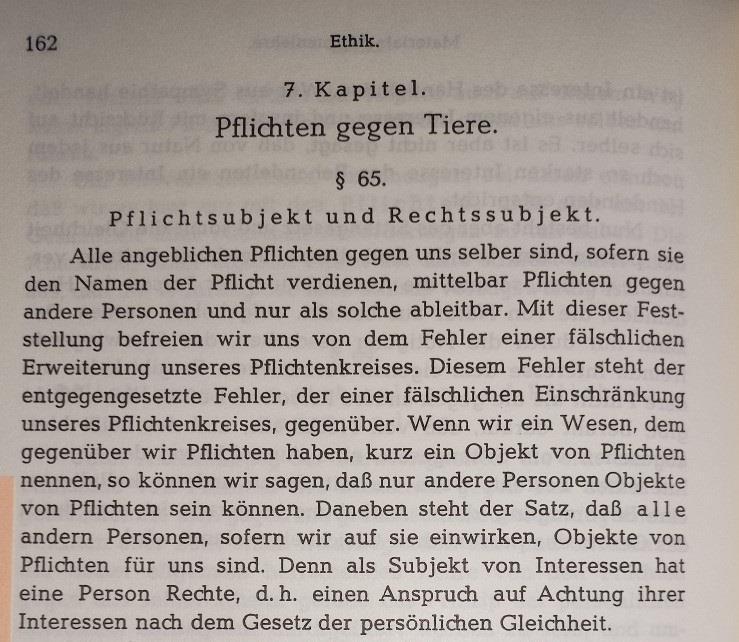 162
Ethik.
7. Kapitel.
Pflichten gegen Tiere.
§ 65.
Pflichtsubjekt und Rechtssubjekt.
Alle angeblichen Pflichten gegen uns selber sind, sofern sie
den Namen der Pflicht verdienen, mittelbar Pflichten gegen
andere Personen und nur als solche ableitbar. Mit dieser Fest-
stellung befreien wir uns von dem Fehler einer fälschlichen
Erweiterung unseres Pflichtenkreises. Diesem Fehler steht der
entgegengesetzte Fehler, der einer fälschlichen Einschränkung
unseres Pflichtenkreises, gegenüber. Wenn wir ein Wesen, dem
gegenüber wir Pflichten haben, kurz ein Objekt von Pflichten
nennen, so können wir sagen, daß nur andere Personen Objekte
von Pflichten sein können. Daneben steht der Satz, daß alle
andern Personen, sofern wir auf sie einwirken, Objekte von
Pflichten für uns sind. Denn als Subjekt von Interessen hat
eine Person Rechte, d. h. einen Anspruch auf Achtung ihrer
Interessen nach dem Gesetz der persönlichen Gleichheit.